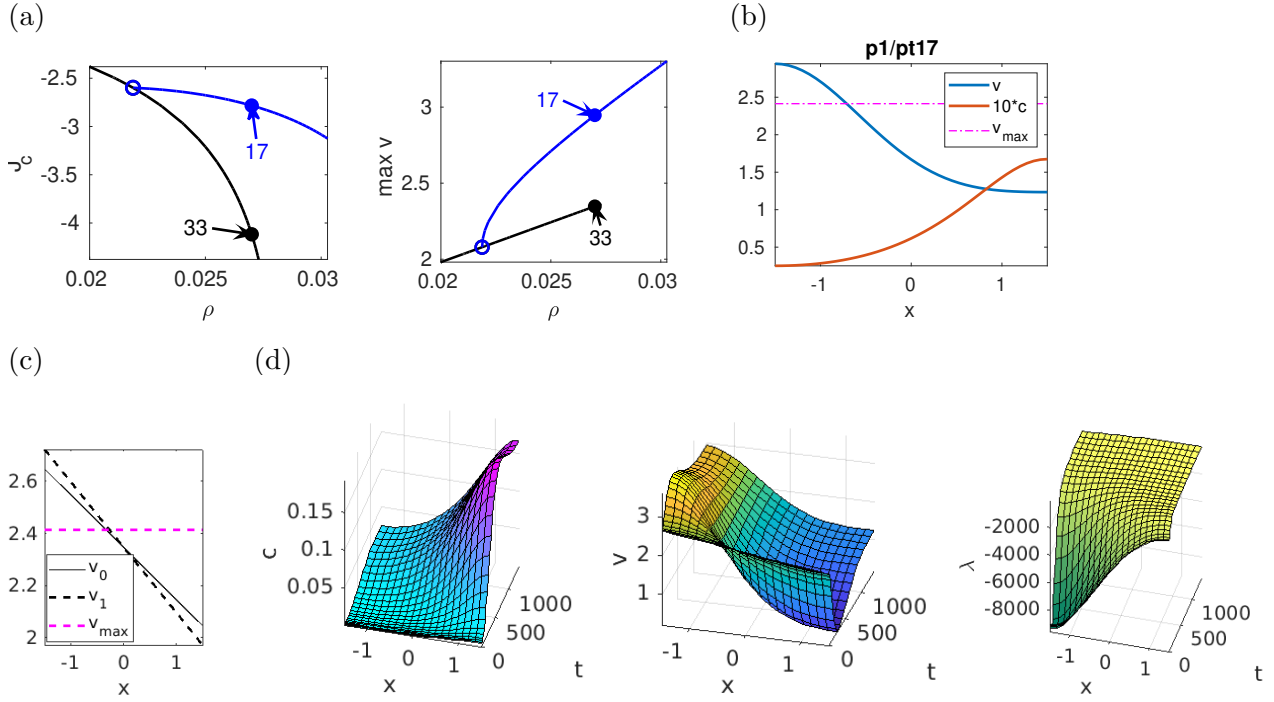 (a)
J_c
-2.5
-3
-3.5
-4
17
33
0.02
0.025
0.03
ρ
max v
3
2.5
2
17
33
0.02
0.025
0.03
ρ
(b)
p1/pt17
2.5
2
1.5
1
0.5
v
10*c
v_max
-1
0
1
x
(c)
2.6
2.4
2.2
2
v_0
v_1
v_max
-1
0
1
x
(d)
c
0.15
0.1
0.05
-1
0
1
x
0
500
1000
t
v
3
2
1
-1
0
1
x
0
500
1000
t
λ
-2000
-4000
-6000
-8000
-1
0
1
x
0
500
1000
t